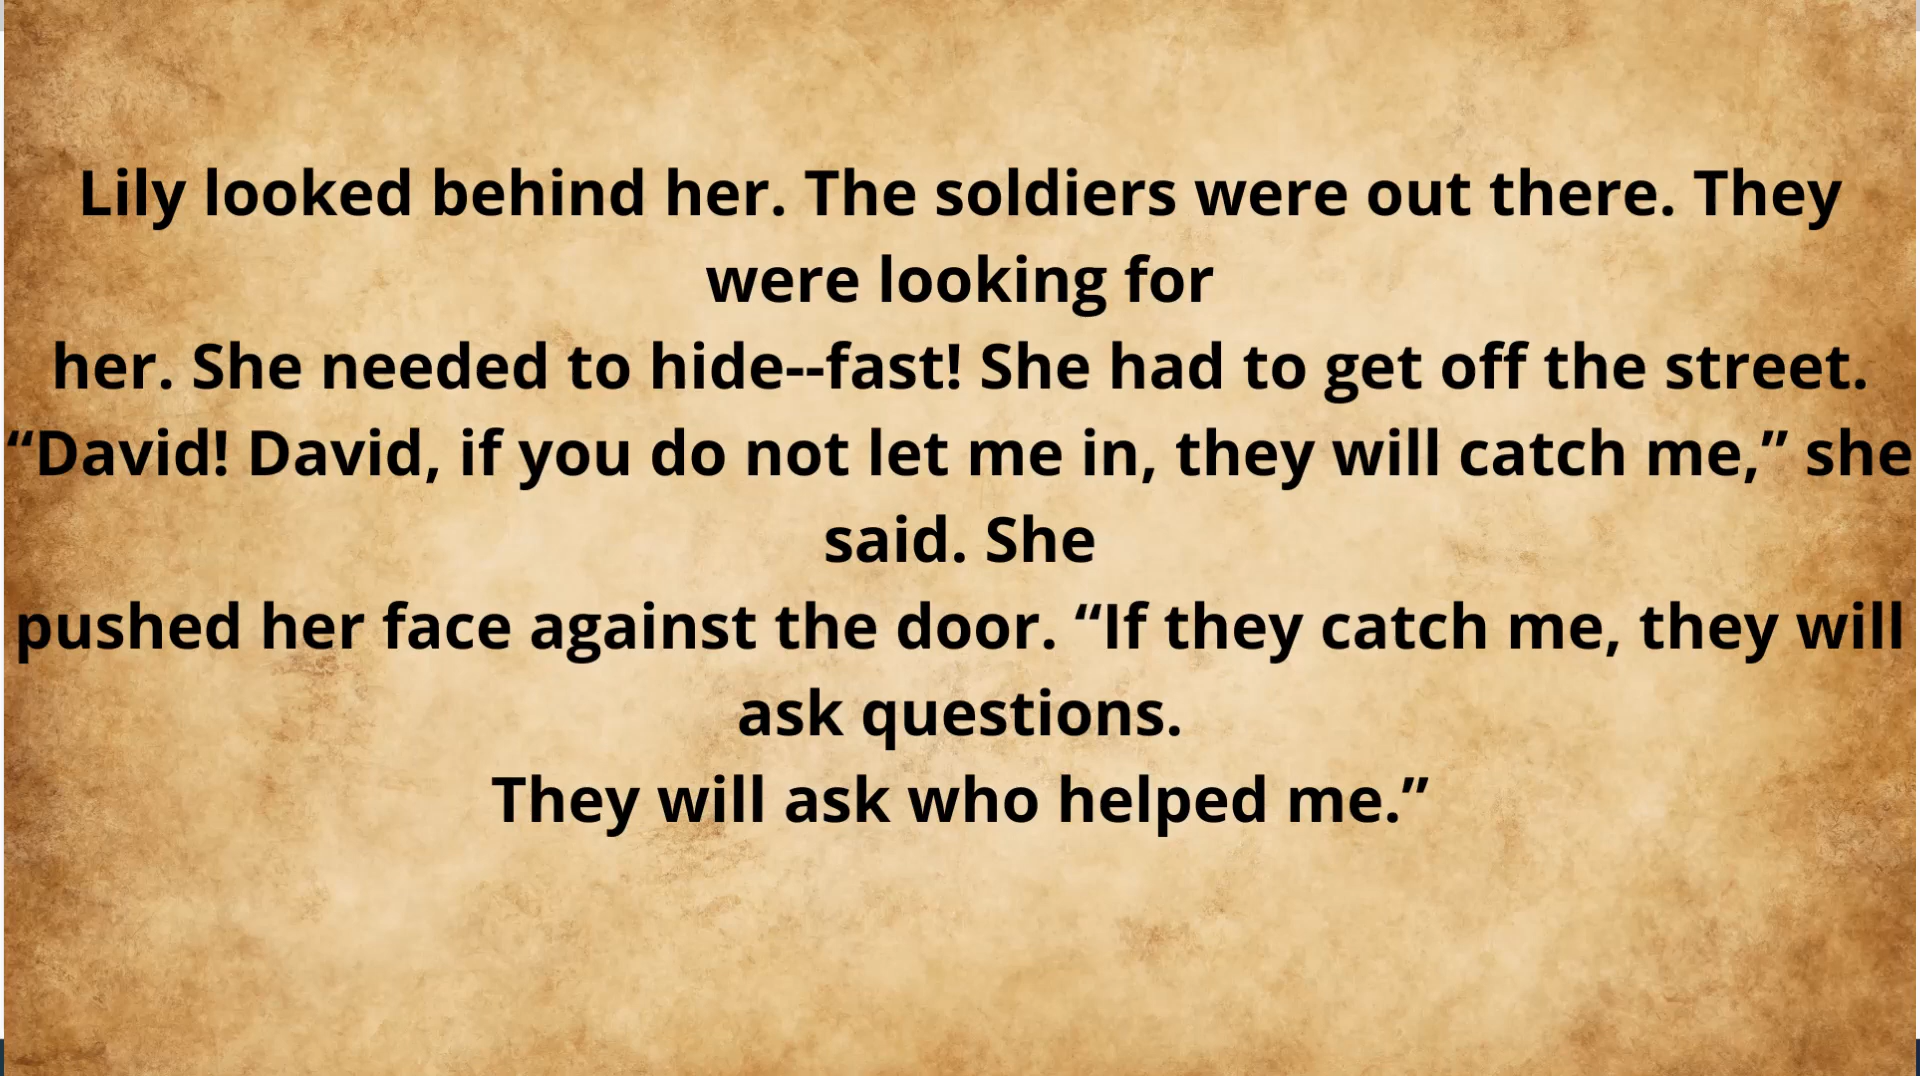 Lily looked behind her. The soldiers were out there. They
were looking for
her. She needed to hide--fast! She had to get off the street.
“David! David, if you do not let me in, they will catch me,” she
said. She
pushed her face against the door. “If they catch me, they will
ask questions.
They will ask who helped me.”